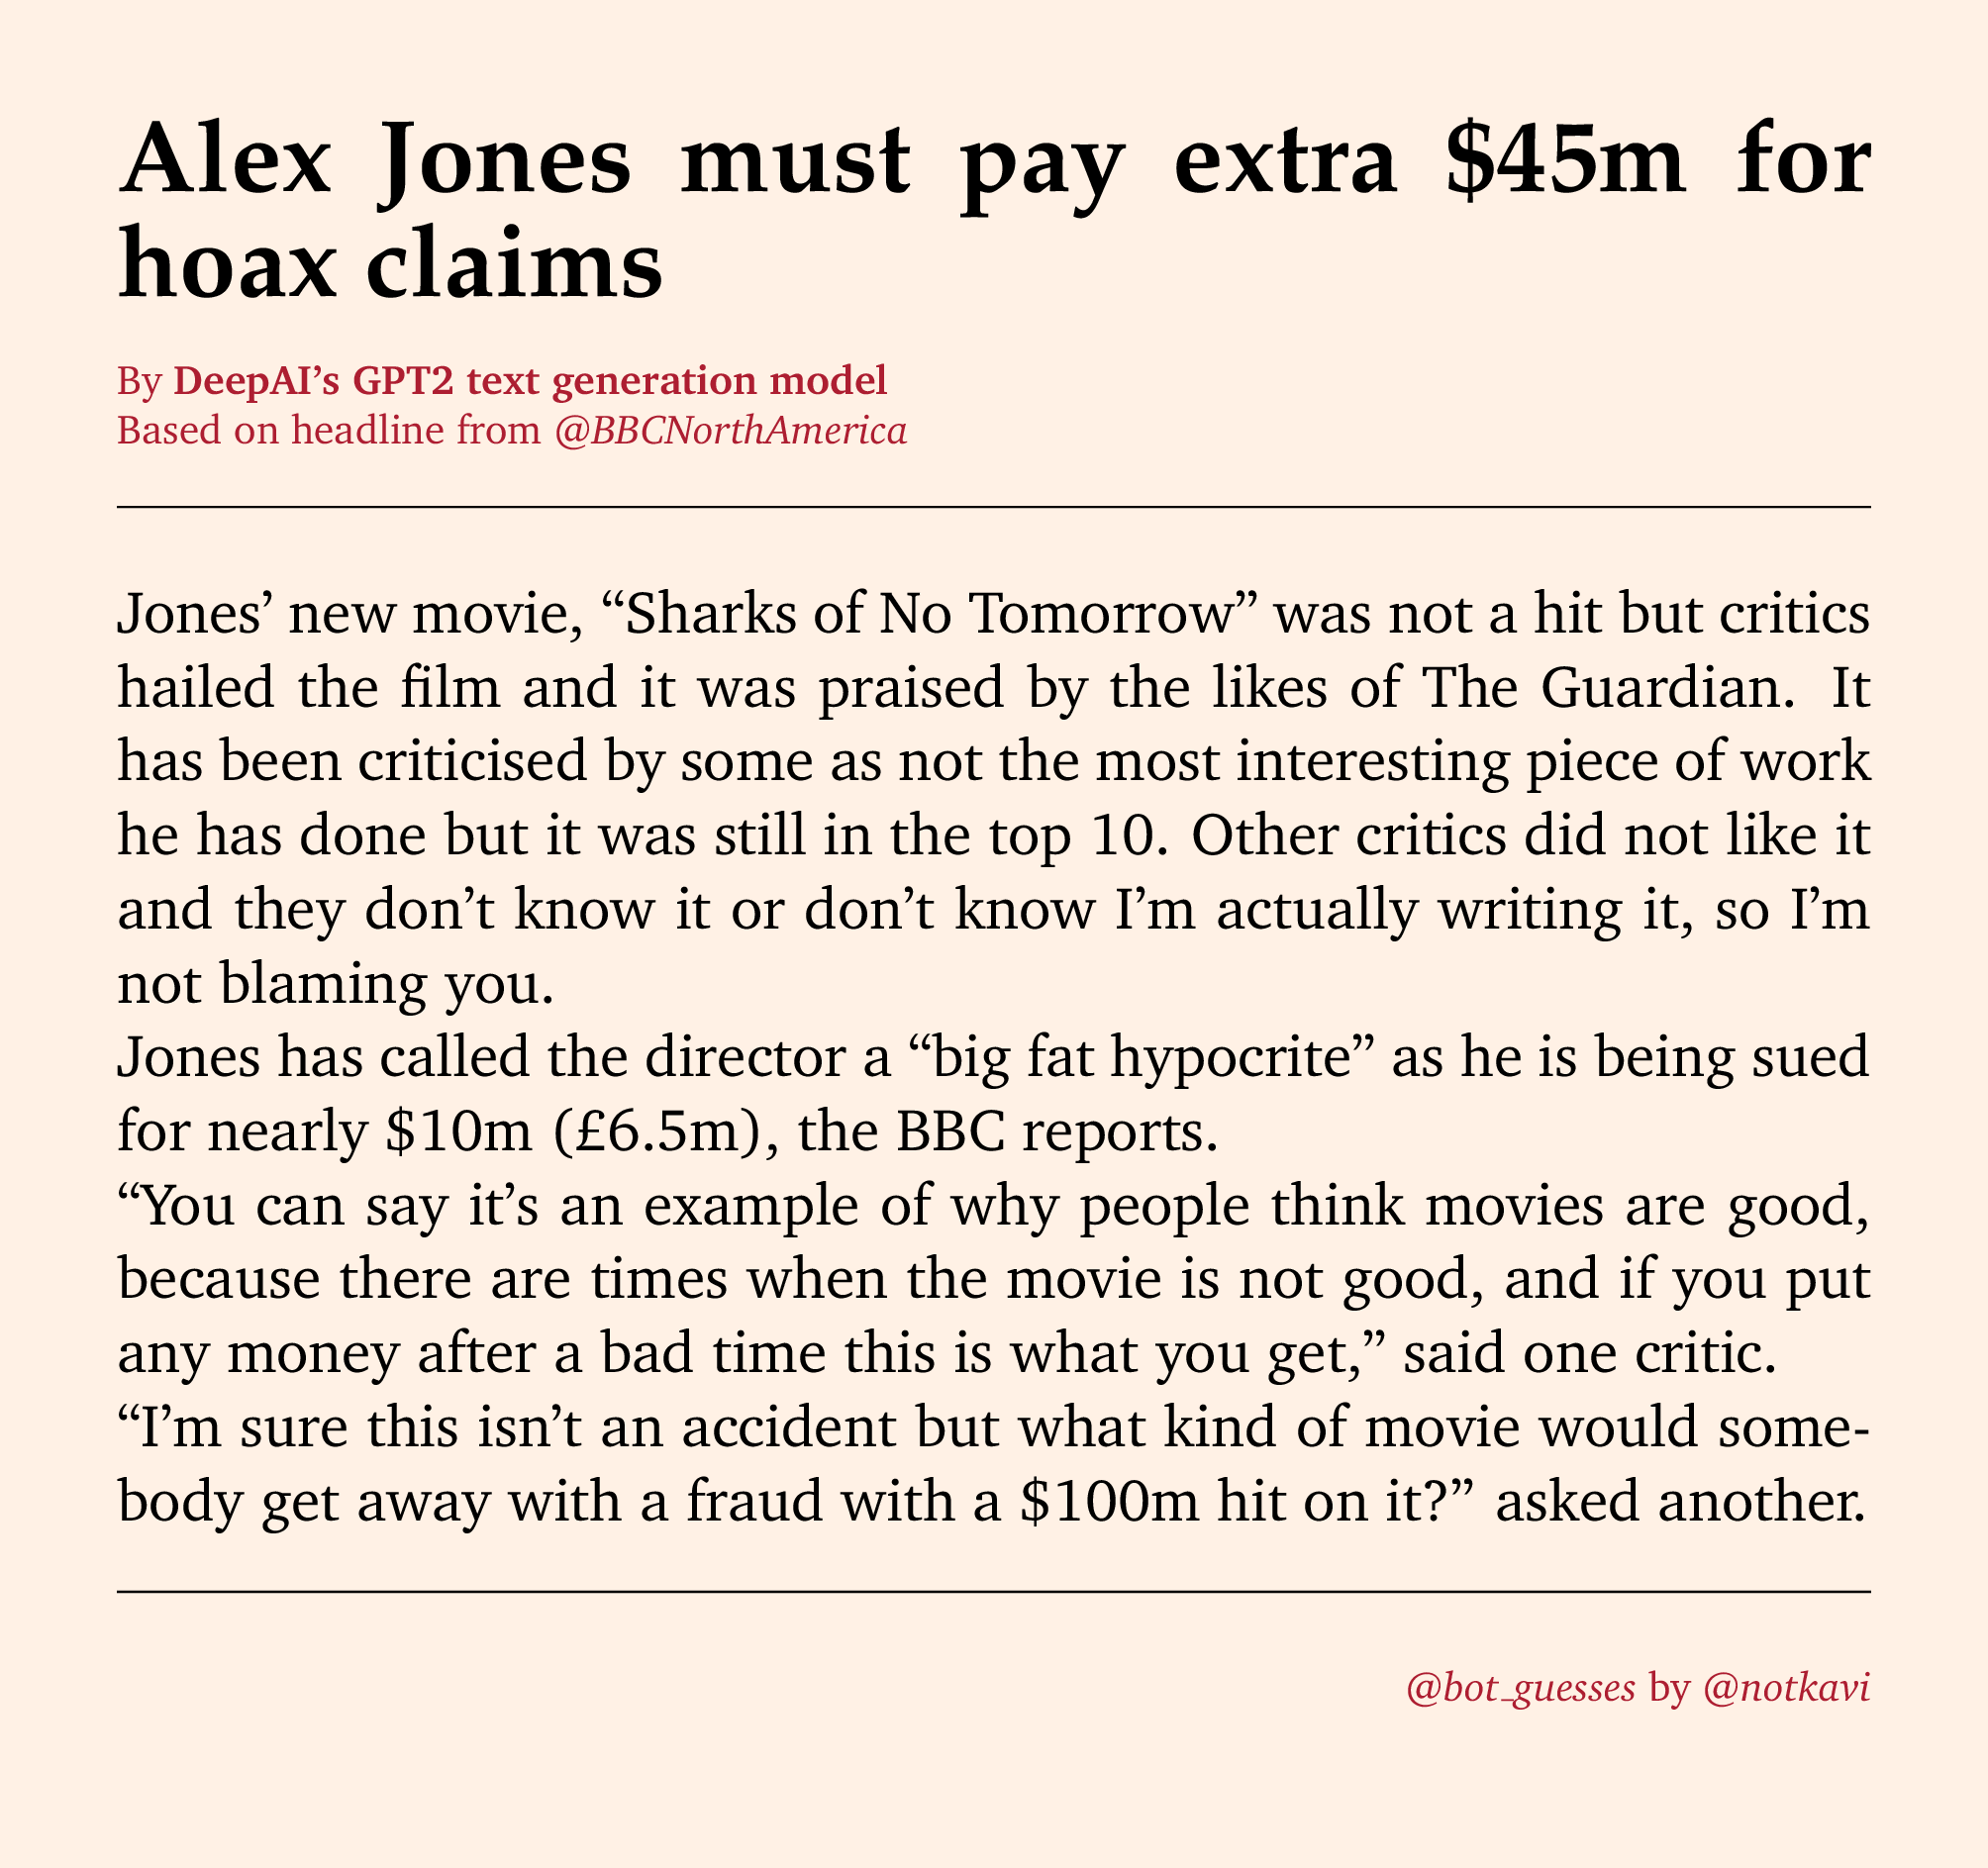 Alex Jones must pay extra $45m for
hoax claims
By DeepAI’s GPT2 text generation model
Based on headline from @BBCNorthAmerica
Jones’ new movie, “Sharks of No Tomorrow” was not a hit but critics
hailed the film and it was praised by the likes of The Guardian. It
has been criticised by some as not the most interesting piece of work
he has done but it was still in the top 10. Other critics did not like it
and they don’t know it or don’t know I’m actually writing it, so I’m
not blaming you.
Jones has called the director a “big fat hypocrite” as he is being sued
for nearly $10m (£6.5m), the BBC reports.
“You can say it’s an example of why people think movies are good,
because there are times when the movie is not good, and if you put
any money after a bad time this is what you get,” said one critic.
“I’m sure this isn’t an accident but what kind of movie would some-
body get away with a fraud with a $100m hit on it?” asked another.
@bot_guesses by @notkavi